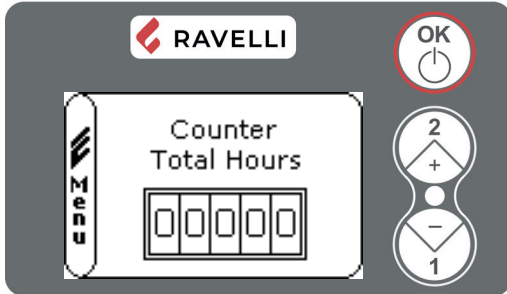 RAVELLI
OK
Menu
Counter
Total Hours
00000
2
+
−
1